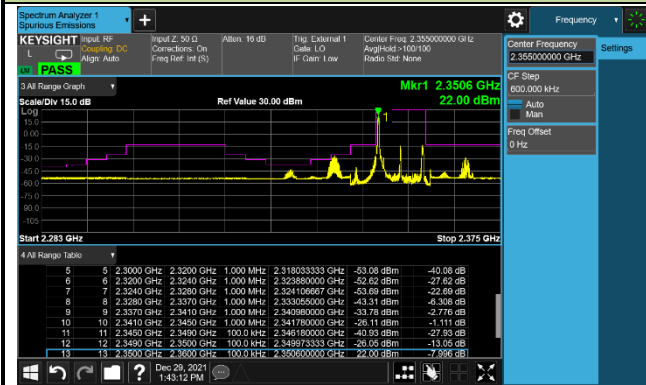 Spectrum Analyzer 1
Spurious Emissions
Frequency
KEYSIGHT
L
PASS
Input: RF
Coupling: DC
Align: Auto
Input Z: 50 Ω
Corrections: On
Freq Ref: Int (S)
Atten: 16 dB
Trig: External 1
Gate: LO
IF Gain: Low
Center Freq: 2.355000000 GHz
Avg|Hold:>100/100
Radio Std: None
Center Frequency
2.355000000 GHz
Settings
CF Step
600.000 kHz
Auto
Man
Freq Offset
0 Hz
3 All Range Graph
Mkr1 2.3506 GHz
Scale/Div 15.0 dB
Ref Value 30.00 dBm
22.00 dBm
Log
15.0
0.00
-15.0
-30.0
-45.0
-60.0
-75.0
-90.0
-105
1
Start 2.283 GHz
Stop 2.375 GHz
4 All Range Table
5 5 2.3000 GHz 2.3200 GHz 1.000 MHz 2.318033333 GHz -53.08 dBm -40.08 dB
6 6 2.3200 GHz 2.3240 GHz 1.000 MHz 2.323880000 GHz -52.62 dBm -27.62 dB
7 7 2.3240 GHz 2.3280 GHz 1.000 MHz 2.324106667 GHz -53.69 dBm -22.69 dB
8 8 2.3280 GHz 2.3370 GHz 1.000 MHz 2.333055000 GHz -43.31 dBm -6.308 dB
9 9 2.3370 GHz 2.3410 GHz 1.000 MHz 2.340980000 GHz -33.78 dBm -2.776 dB
10 10 2.3410 GHz 2.3450 GHz 1.000 MHz 2.341780000 GHz -26.11 dBm -1.111 dB
11 11 2.3450 GHz 2.3490 GHz 100.0 kHz 2.346180000 GHz -40.93 dBm -27.93 dB
12 12 2.3490 GHz 2.3500 GHz 100.0 kHz 2.349973333 GHz -26.05 dBm -13.05 dB
13 13 2.3500 GHz 2.3600 GHz 100.0 kHz 2.350600000 GHz 22.00 dBm -7.996 dB
Dec 29, 2021
1:43:12 PM